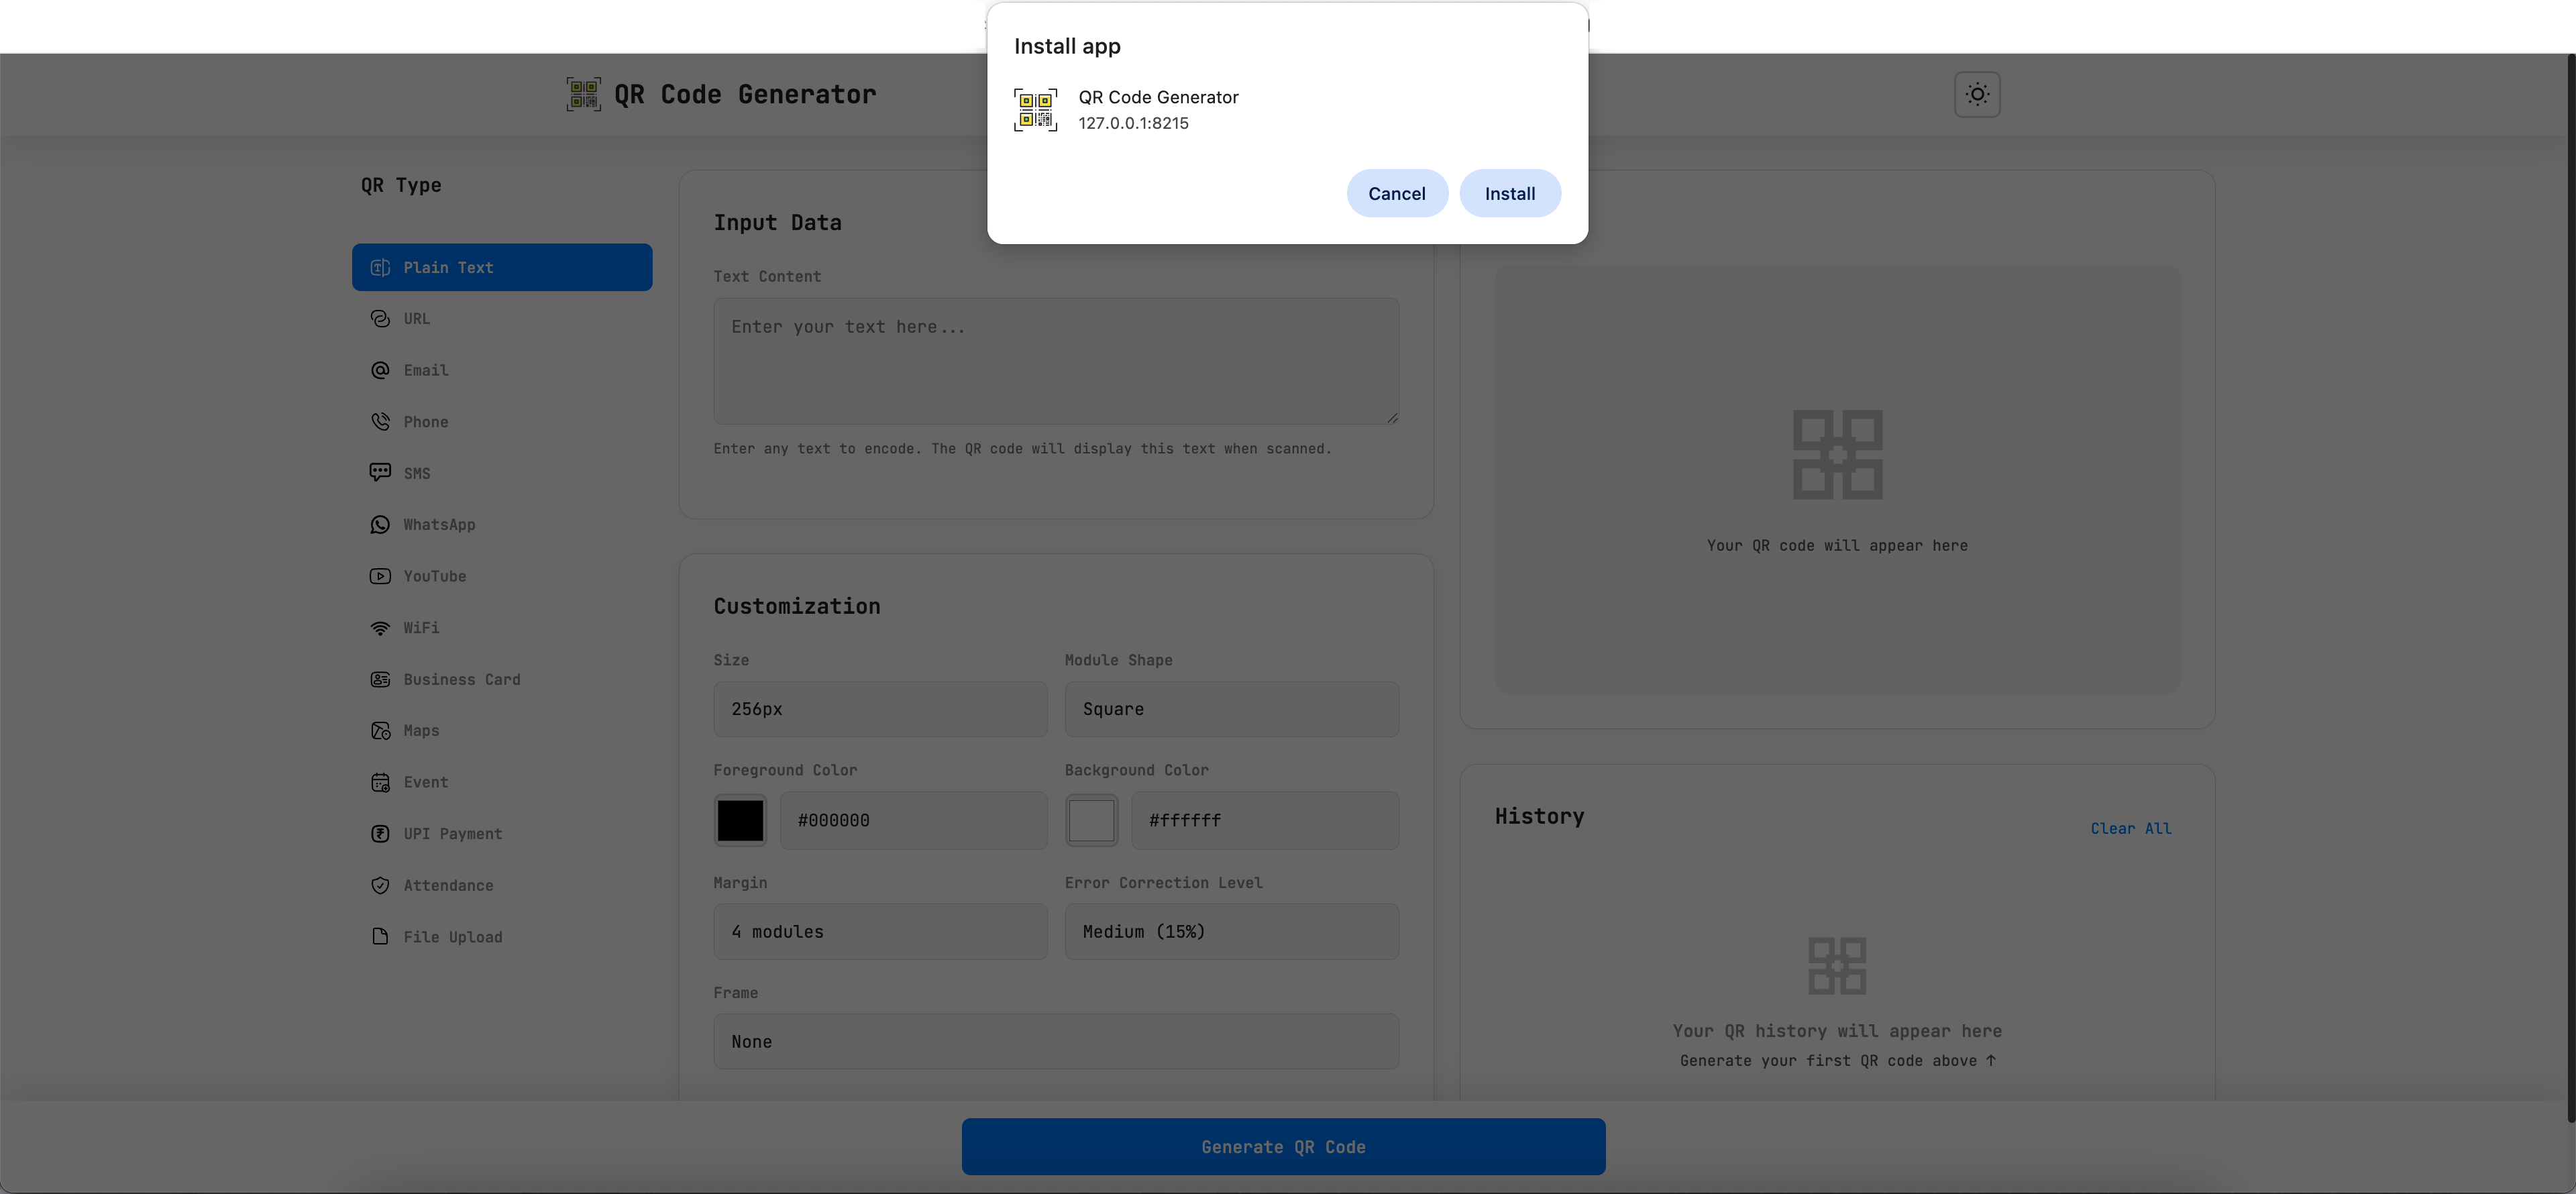 Install app
QR Code Generator
127.0.0.1:8215
Cancel
Install
QR Code Generator
QR Type
Plain Text
URL
Email
Phone
SMS
WhatsApp
YouTube
WiFi
Business Card
Maps
Event
UPI Payment
Attendance
File Upload
Input Data
Text Content
Enter your text here...
Enter any text to encode. The QR code will display this text when scanned.
Customization
Size
Module Shape
256px
Square
Foreground Color
Background Color
#000000
#ffffff
Margin
Error Correction Level
4 modules
Medium (15%)
Frame
None
Your QR code will appear here
History
Clear All
Your QR history will appear here
Generate your first QR code above ↑
Generate QR Code